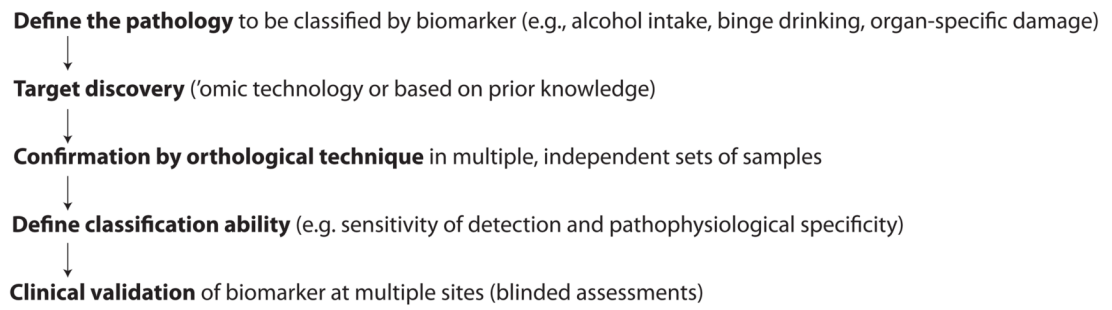 Define the pathology to be classified by biomarker (e.g., alcohol intake, binge drinking, organ-specific damage)
Target discovery ('omic technology or based on prior knowledge)
Confirmation by orthological technique in multiple, independent sets of samples
Define classification ability (e.g. sensitivity of detection and pathophysiological specificity)
Clinical validation of biomarker at multiple sites (blinded assessments)